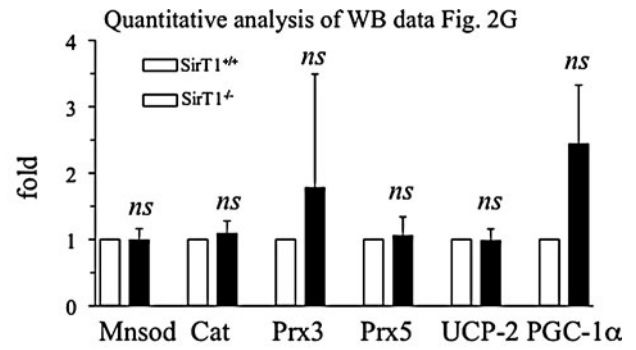 Quantitative analysis of WB data Fig. 2G
SirT1+/+
SirT1-/-
ns ns ns ns ns ns
fold
4
3
2
1
0
Mnsod Cat Prx3 Prx5 UCP-2 PGC-1α